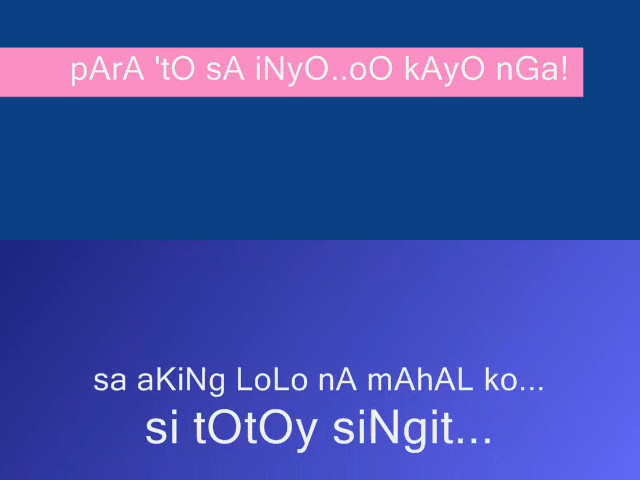 pArA 'tO sA iNyO..oO kAyO nGa!
sa aKiNg LoLo nA mAhAL ko...
si tOtOy siNgit...